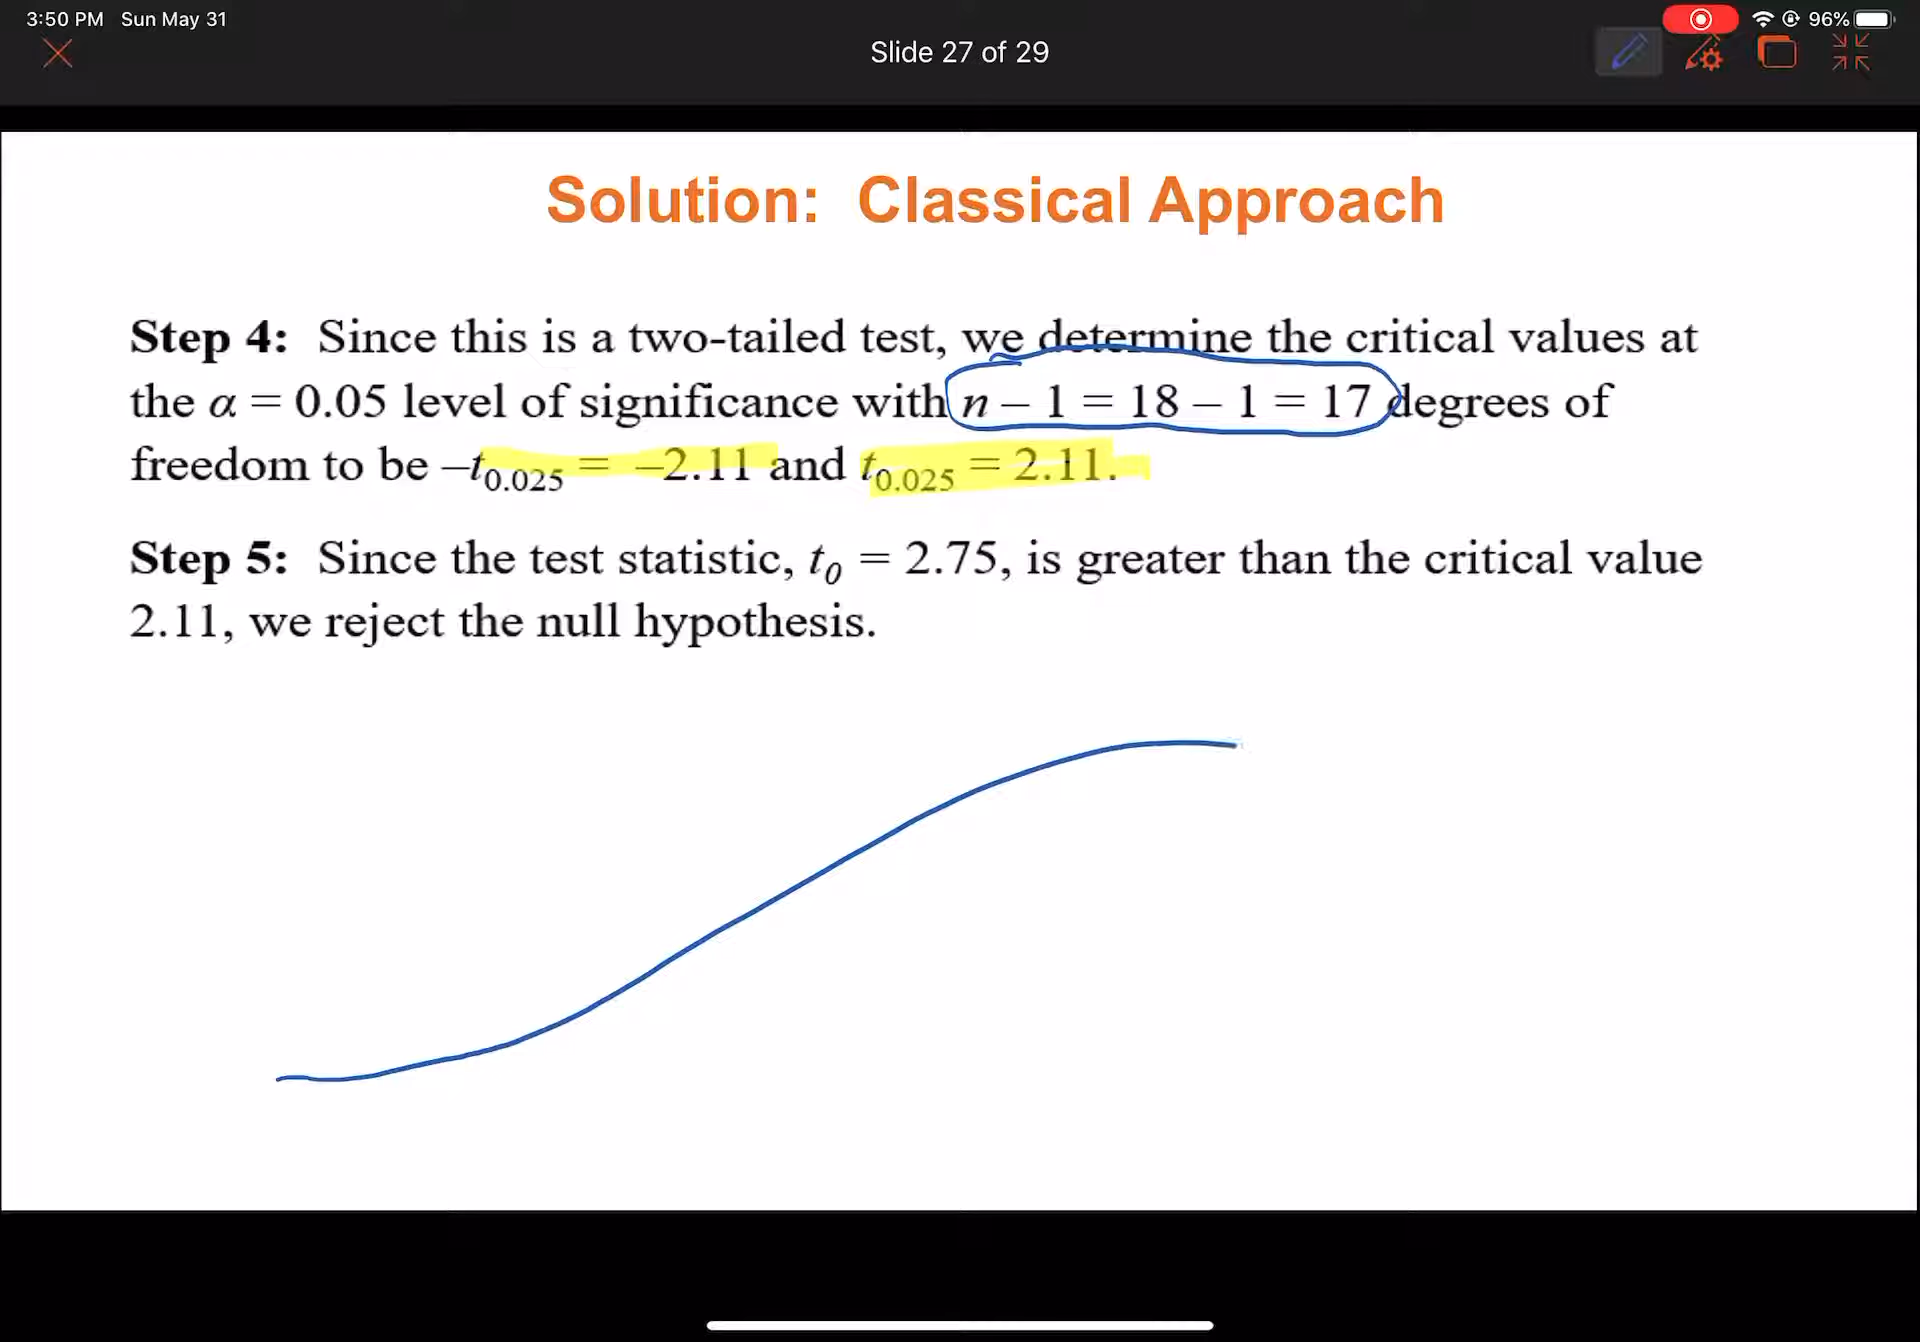 3:50 PM Sun May 31
96%
Slide 27 of 29
Solution: Classical Approach
Step 4: Since this is a two-tailed test, we determine the critical values at
the α = 0.05 level of significance with n – 1 = 18 – 1 = 17 degrees of
freedom to be –t0.025 = –2.11 and t0.025 = 2.11.
Step 5: Since the test statistic, t0 = 2.75, is greater than the critical value
2.11, we reject the null hypothesis.